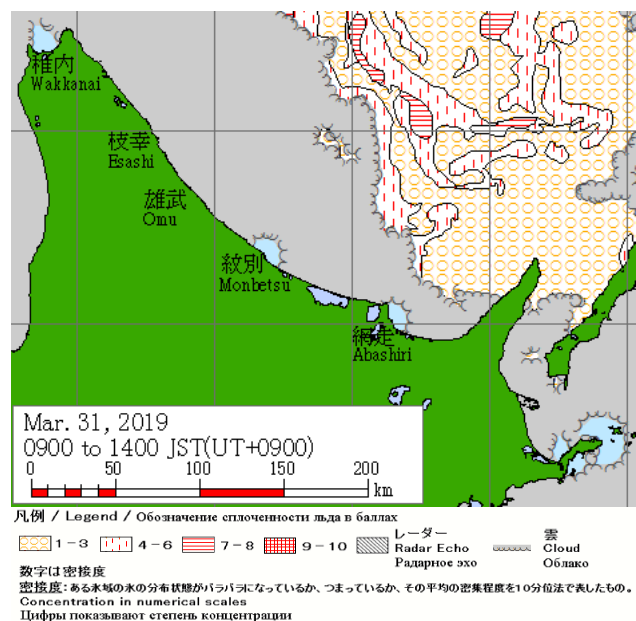 稚内
Wakkanai
枝幸
Esashi
雄武
Omu
紋別
Monbetsu
網走
Abashiri
Mar. 31, 2019
0900 to 1400 JST(UT+0900)
0 50 100 150 200
km
凡例 / Legend / Обозначение сплоченности льда в баллах
1-3 4-6 7-8 9-10 レーダー Radar Echo Радарное эхо 雲 Cloud Облако
数字は密接度
密接度:ある氷域の氷の分布状態がバラバラになっているか、つまっているか、その平均の密集程度を10分位法で表したもの。
Concentration in numerical scales
Цифры показывают степень концентрации